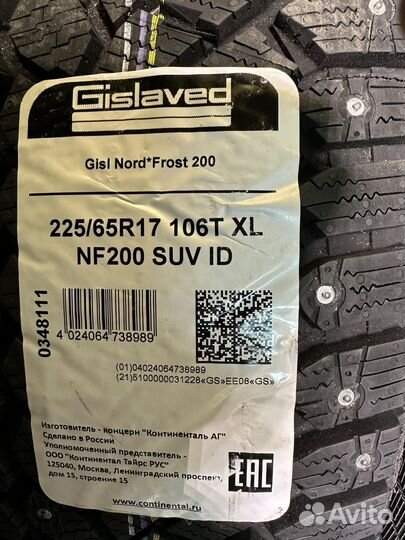 Gislaved
Gisl Nord*Frost 200
225/65R17 106T XL
NF200 SUV ID
0348111
4 024064 738989
(01)04024064738989
(21)5100000031228«GS»EE08«GS»
Изготовитель - концерн "Континенталь АГ"
Сделано в России
Уполномоченный представитель -
ООО "Континентал Тайрс РУС"
125040, Москва, Ленинградский проспект,
дом 15, строение 15
www.continental.ru
EAC
Avito